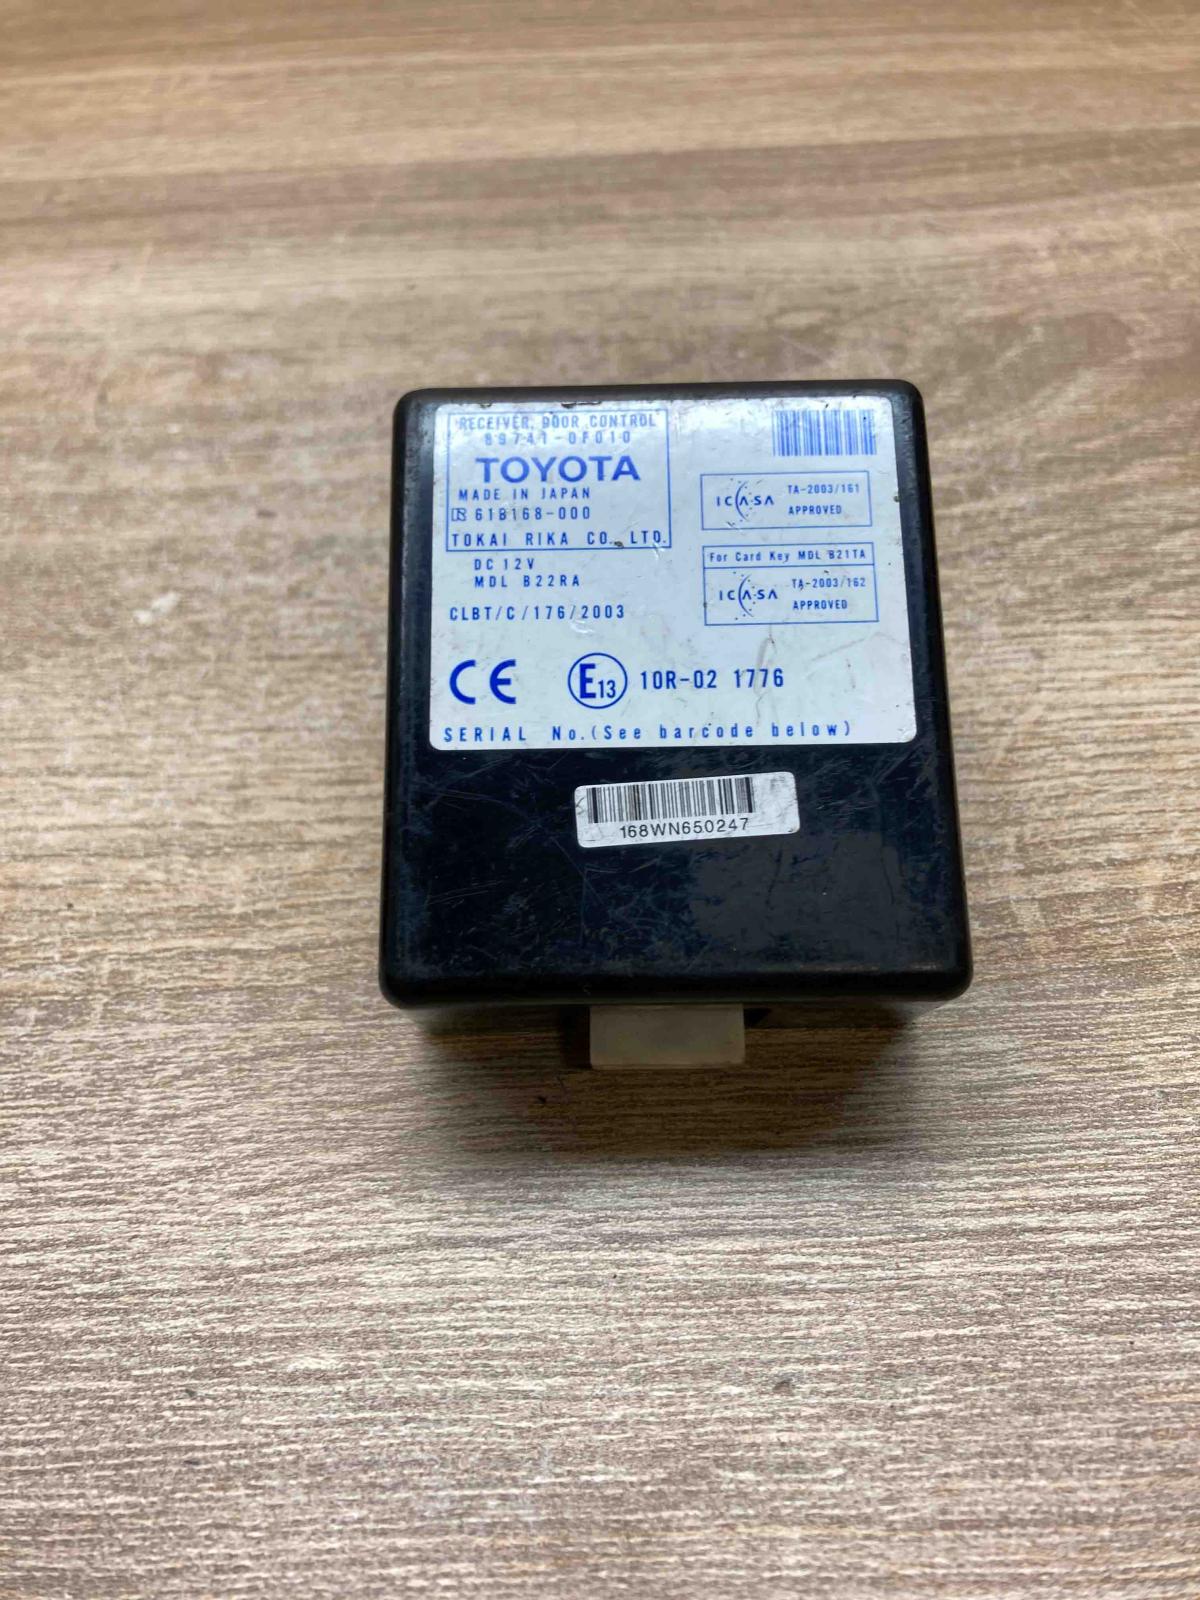 RECEIVER, DOOR CONTROL
89741-0F010
TOYOTA
MADE IN JAPAN
61B168-000
TOKAI RIKA CO., LTD.
DC 12V
MDL B22RA
CLBT/C/176/2003
ICASA TA-2003/161
APPROVED
For Card Key MDL B21TA
ICASA TA-2003/162
APPROVED
CE E13 10R-02 1776
SERIAL No.(See barcode below)
168WN650247